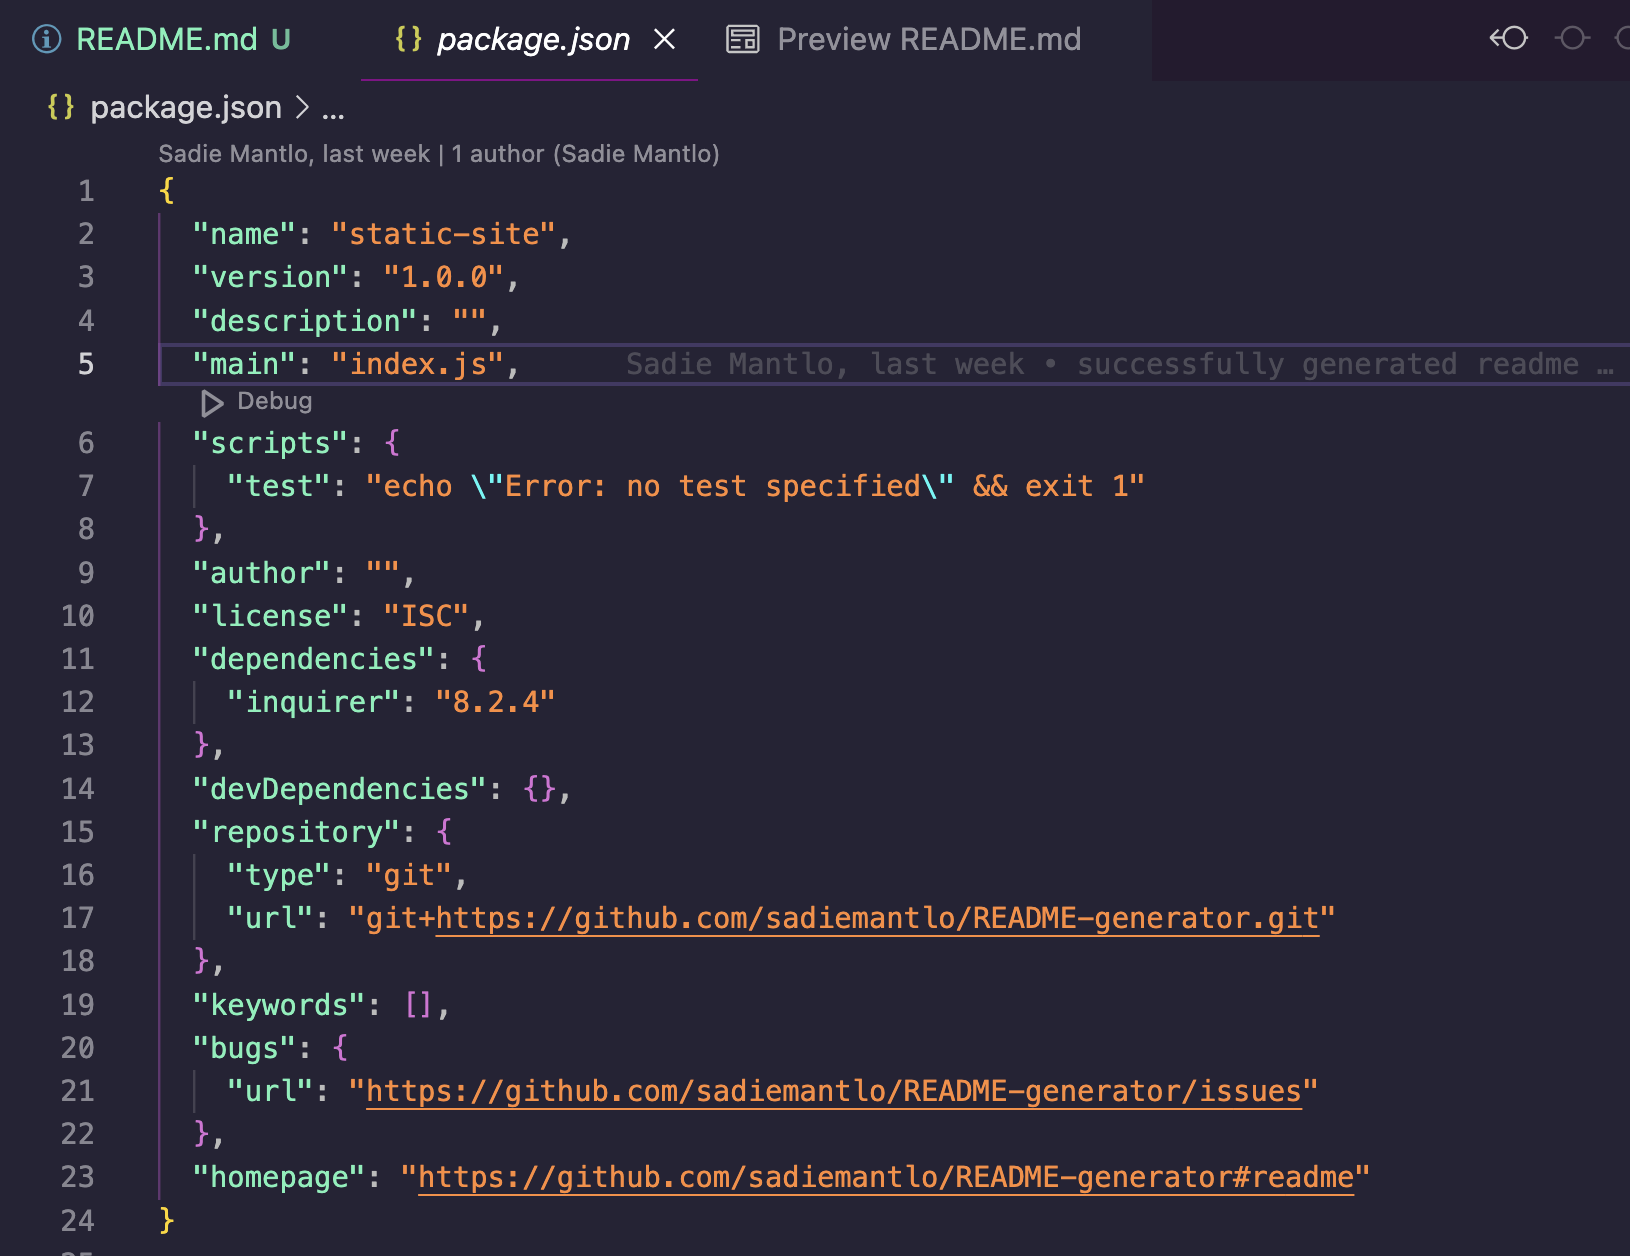 README.md U
{} package.json
Preview README.md
{} package.json > ...
Sadie Mantlo, last week | 1 author (Sadie Mantlo)
1 {
2 "name": "static-site",
3 "version": "1.0.0",
4 "description": "",
5 "main": "index.js", Sadie Mantlo, last week • successfully generated readme …
Debug
6 "scripts": {
7 "test": "echo \"Error: no test specified\" && exit 1"
8 },
9 "author": "",
10 "license": "ISC",
11 "dependencies": {
12 "inquirer": "8.2.4"
13 },
14 "devDependencies": {},
15 "repository": {
16 "type": "git",
17 "url": "git+https://github.com/sadiemantlo/README-generator.git"
18 },
19 "keywords": [],
20 "bugs": {
21 "url": "https://github.com/sadiemantlo/README-generator/issues"
22 },
23 "homepage": "https://github.com/sadiemantlo/README-generator#readme"
24 }